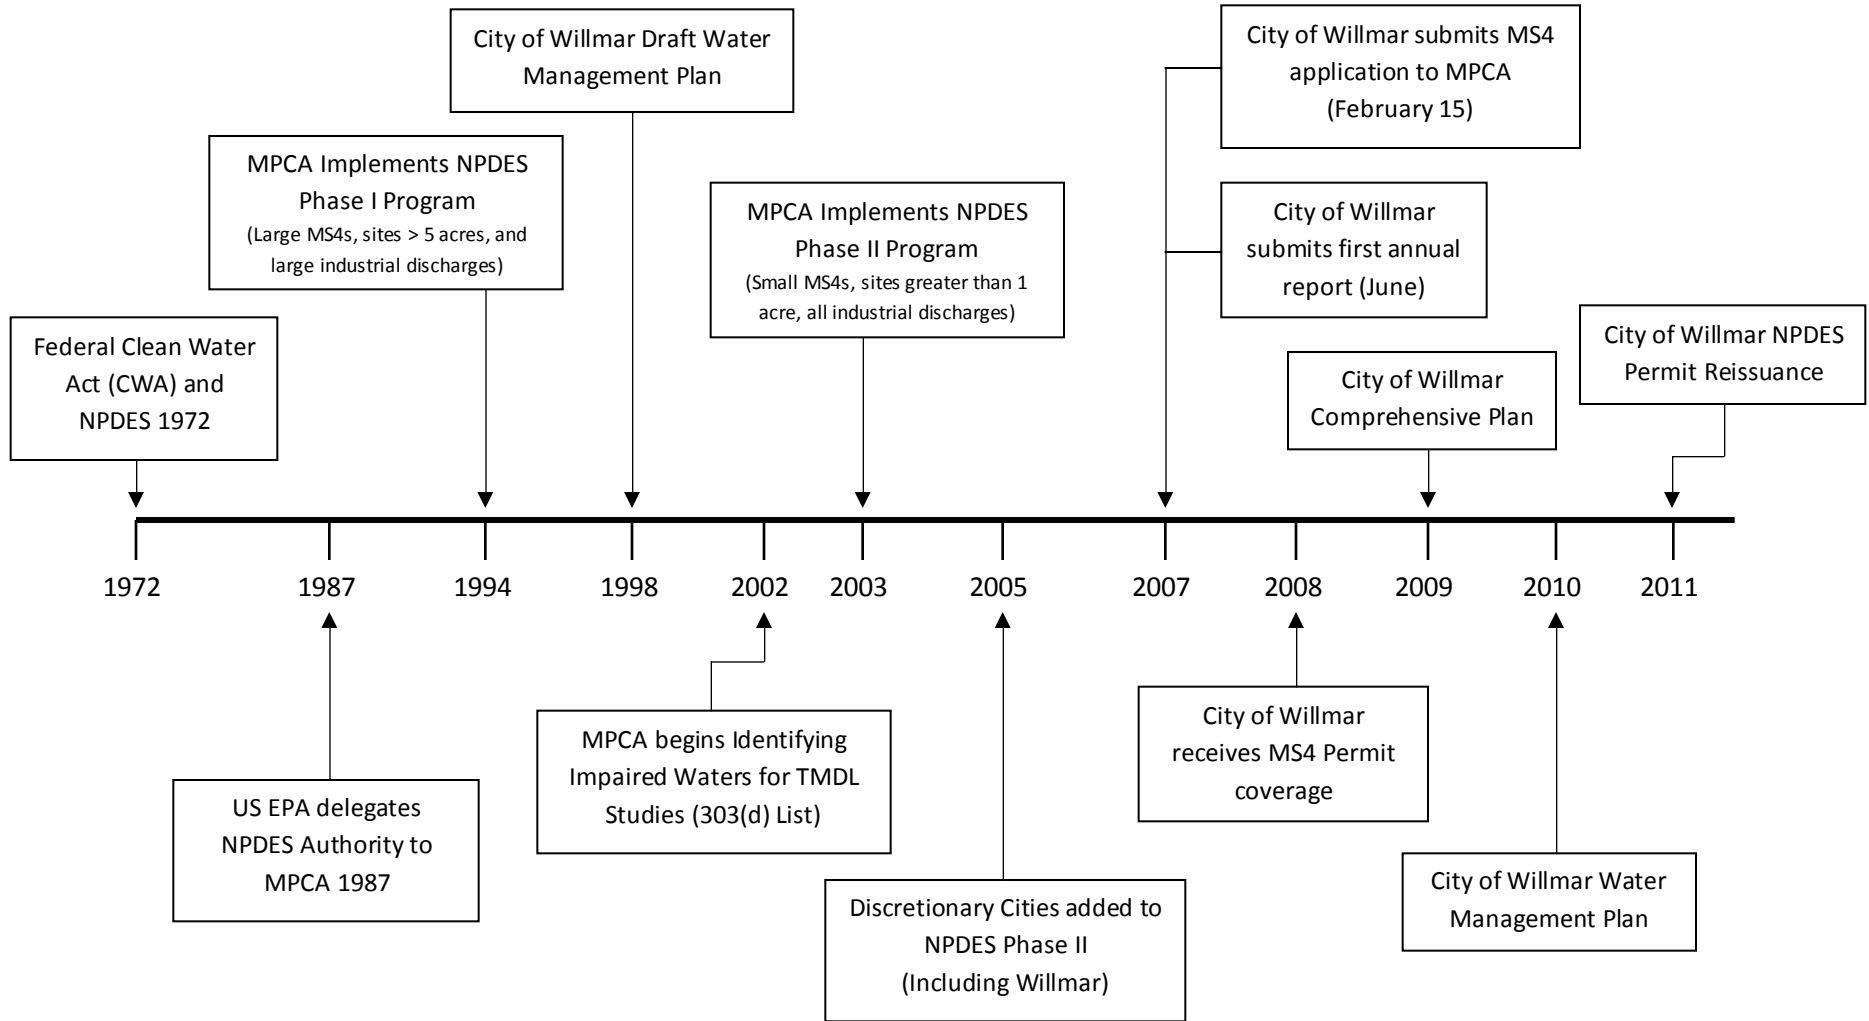 City of Willmar Draft Water
Management Plan
City of Willmar submits MS4
application to MPCA
(February 15)
MPCA Implements NPDES
Phase I Program
(Large MS4s, sites > 5 acres, and
large industrial discharges)
MPCA Implements NPDES
Phase II Program
(Small MS4s, sites greater than 1
acre, all industrial discharges)
City of Willmar
submits first annual
report (June)
Federal Clean Water
Act (CWA) and
NPDES 1972
City of Willmar
Comprehensive Plan
City of Willmar NPDES
Permit Reissuance
1972 1987 1994 1998 2002 2003 2005 2007 2008 2009 2010 2011
US EPA delegates
NPDES Authority to
MPCA 1987
MPCA begins Identifying
Impaired Waters for TMDL
Studies (303(d) List)
Discretionary Cities added to
NPDES Phase II
(Including Willmar)
City of Willmar
receives MS4 Permit
coverage
City of Willmar Water
Management Plan